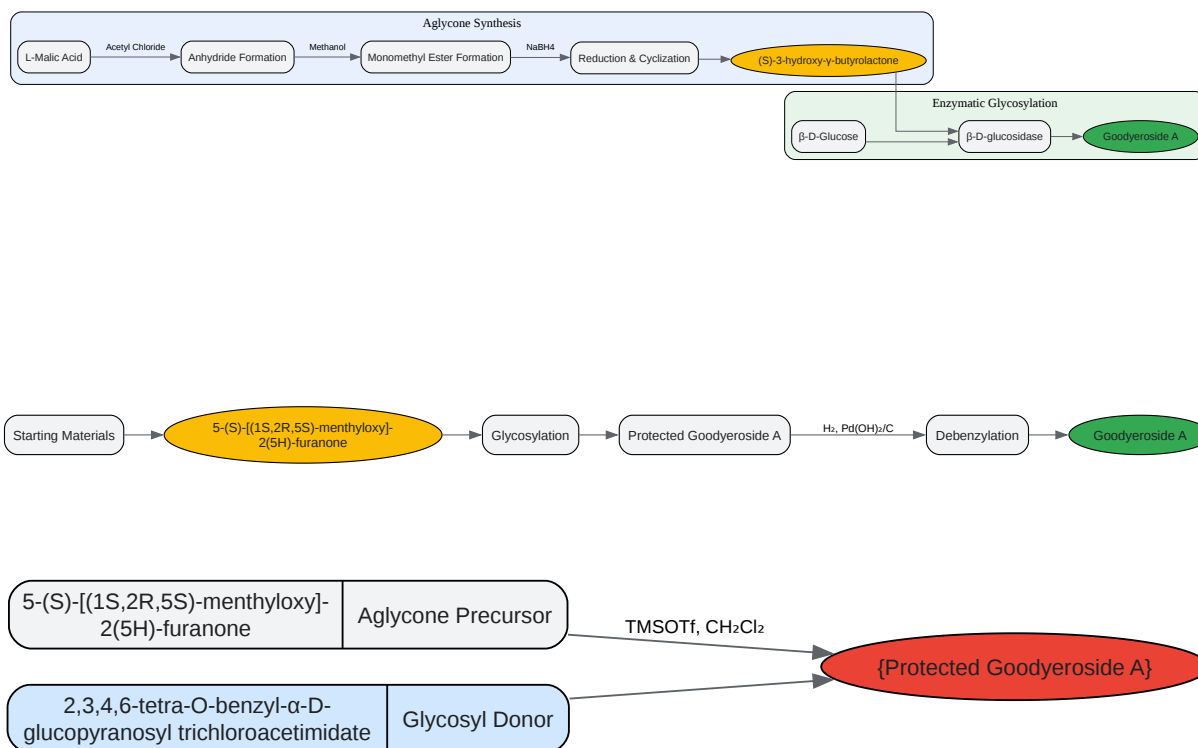 Aglycone Synthesis
L-Malic Acid
Acetyl Chloride
Anhydride Formation
Methanol
Monomethyl Ester Formation
NaBH4
Reduction & Cyclization
(S)-3-hydroxy-γ-butyrolactone
Enzymatic Glycosylation
β-D-Glucose
β-D-glucosidase
Goodyeroside A
Starting Materials
5-(S)-[(1S,2R,5S)-menthyloxy]-
2(5H)-furanone
Glycosylation
Protected Goodyeroside A
H₂, Pd(OH)₂/C
Debenzylation
Goodyeroside A
5-(S)-[(1S,2R,5S)-menthyloxy]-
2(5H)-furanone
Aglycone Precursor
TMSOTf, CH₂Cl₂
{Protected Goodyeroside A}
2,3,4,6-tetra-O-benzyl-α-D-
glucopyranosyl trichloroacetimidate
Glycosyl Donor